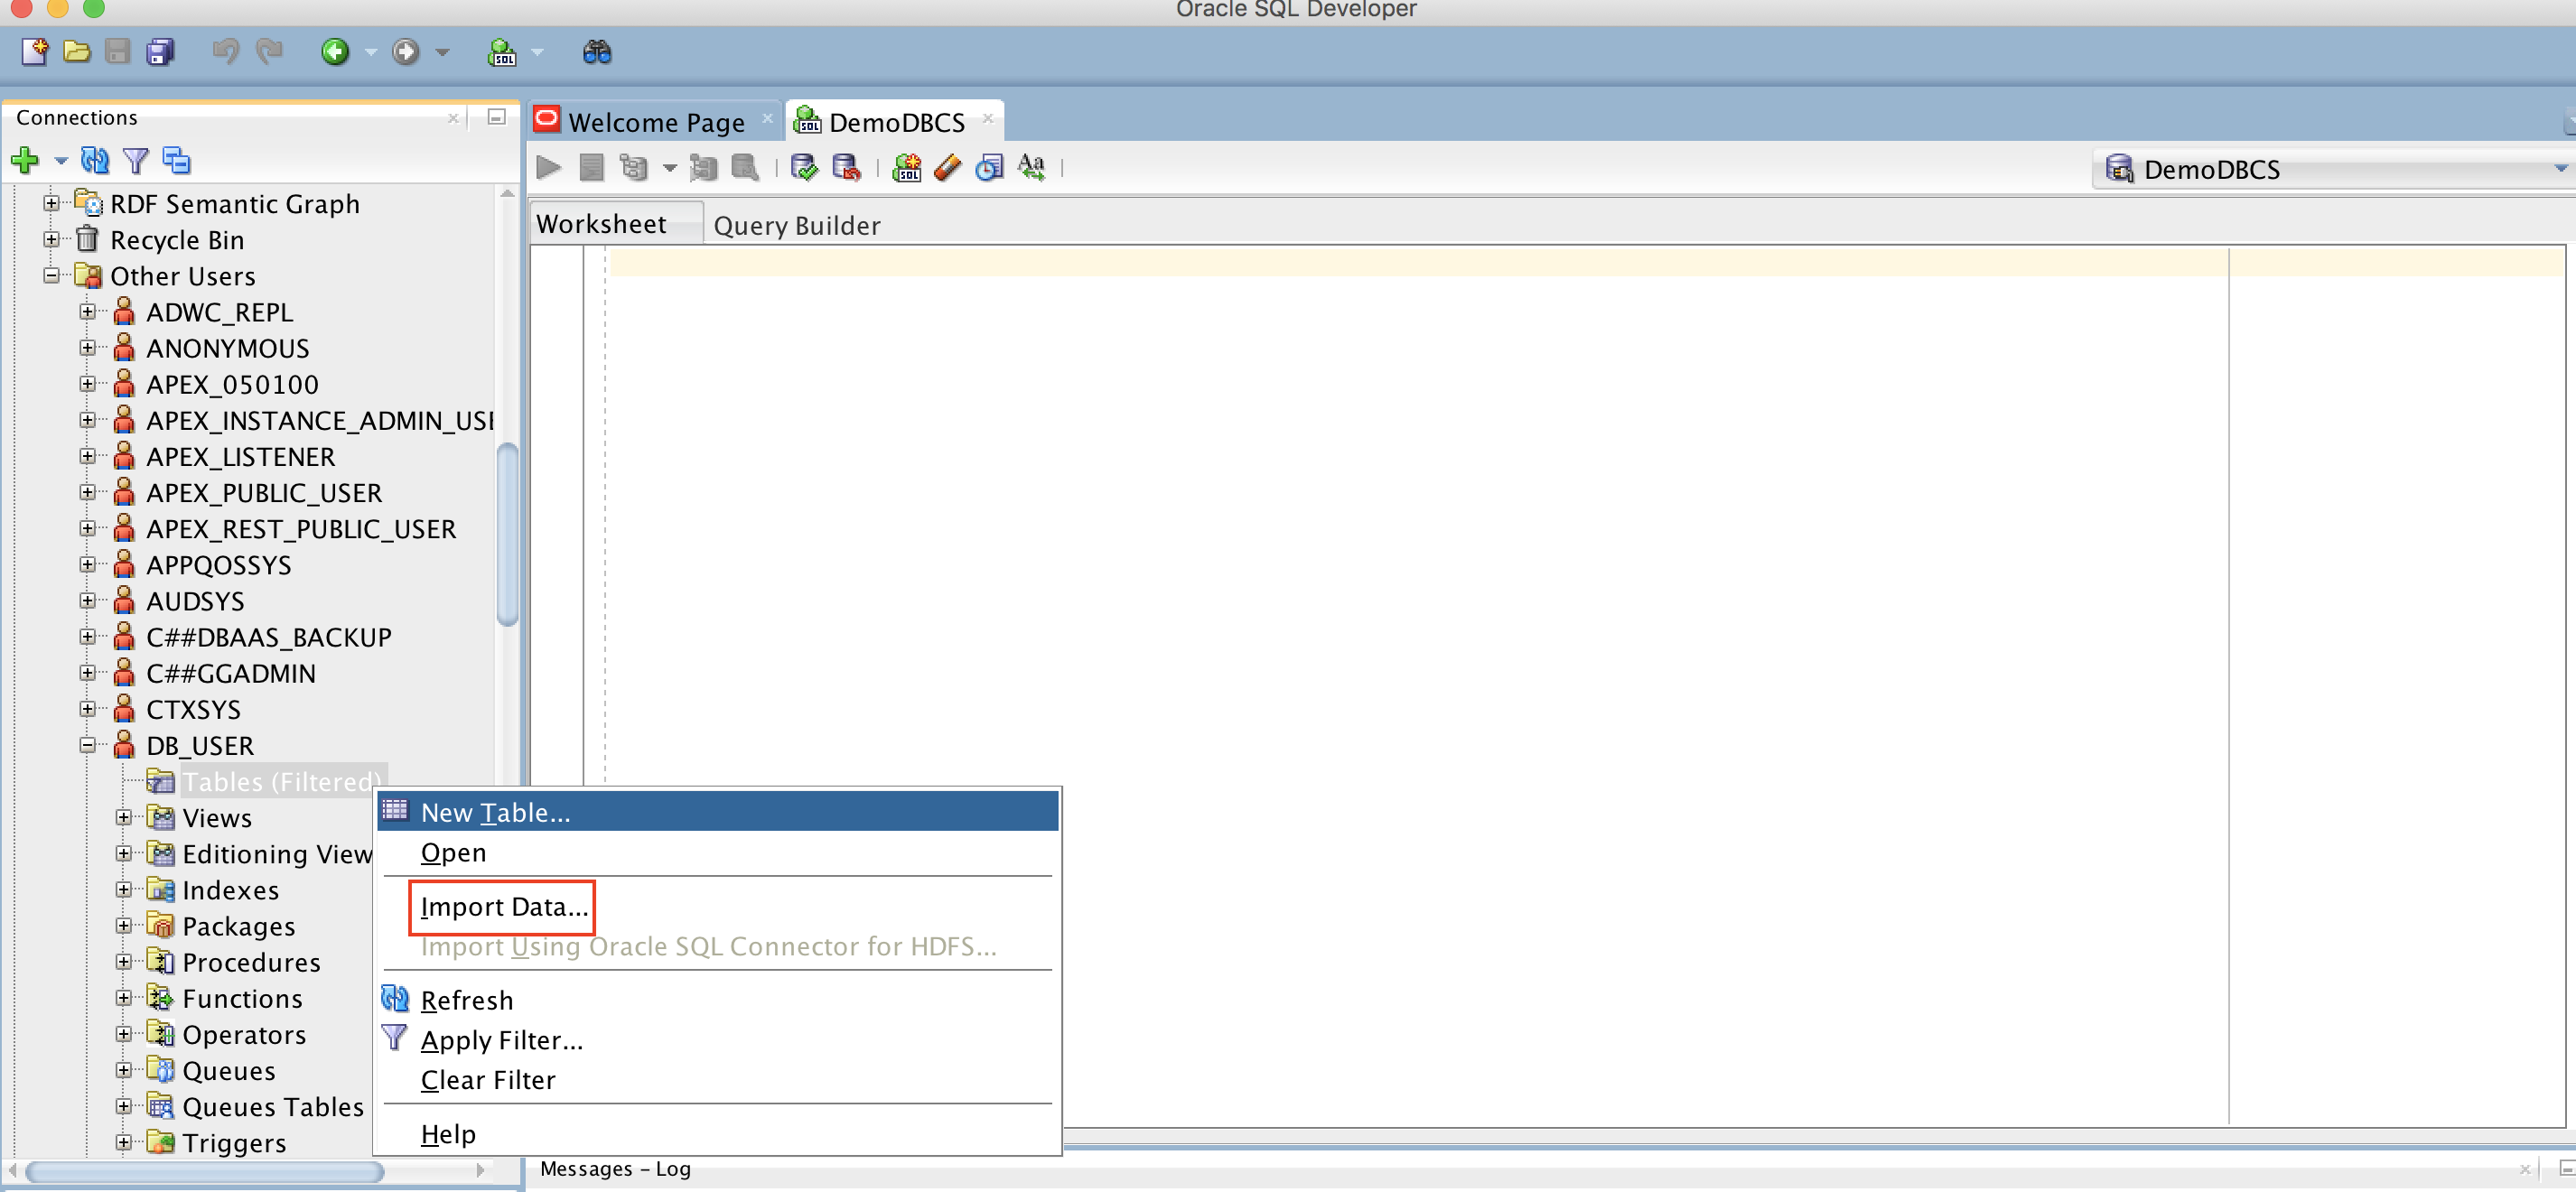 Oracle SQL Developer
Connections
Welcome Page
DemoDBCS
DemoDBCS
Worksheet
Query Builder
RDF Semantic Graph
Recycle Bin
Other Users
ADWC_REPL
ANONYMOUS
APEX_050100
APEX_INSTANCE_ADMIN_USE
APEX_LISTENER
APEX_PUBLIC_USER
APEX_REST_PUBLIC_USER
APPQOSSYS
AUDSYS
C##DBAAS_BACKUP
C##GGADMIN
CTXSYS
DB_USER
Tables (Filtered)
Views
Editioning View
Indexes
Packages
Procedures
Functions
Operators
Queues
Queues Tables
Triggers
New Table...
Open
Import Data...
Import Using Oracle SQL Connector for HDFS...
Refresh
Apply Filter...
Clear Filter
Help
Messages - Log